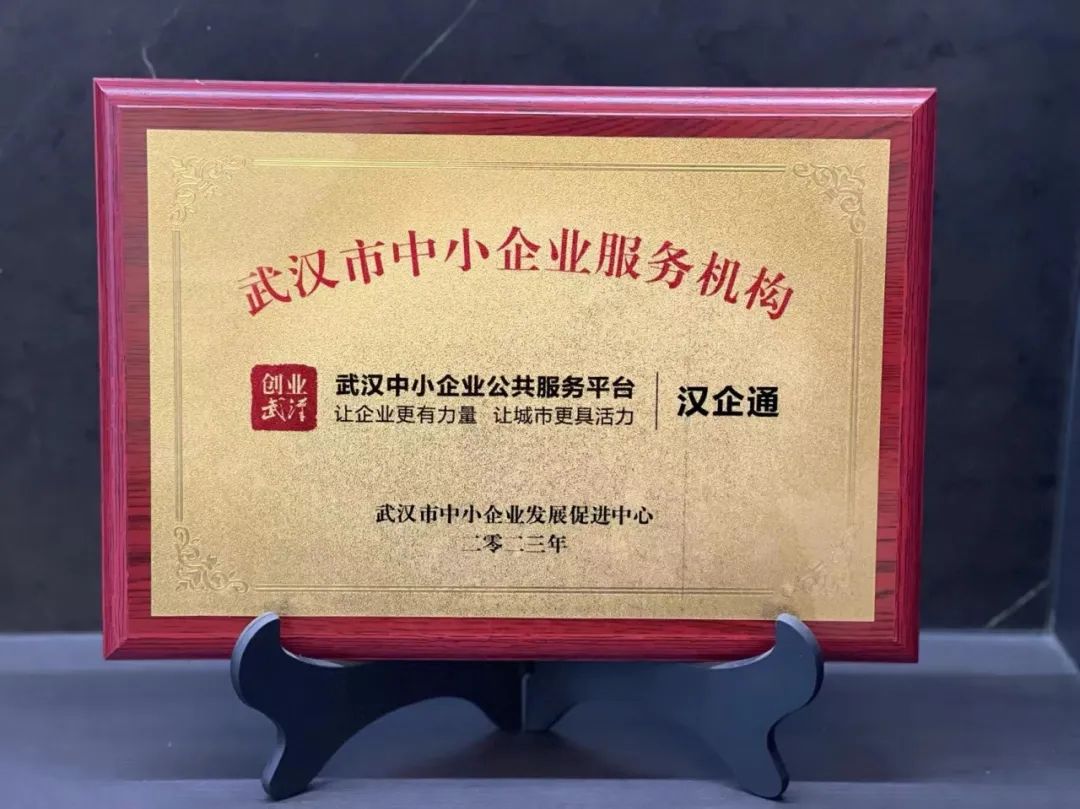 武汉市中小企业服务机构
创业
武汉
武汉中小企业公共服务平台
让企业更有力量 让城市更具活力
汉企通
武汉市中小企业发展促进中心
二零二三年